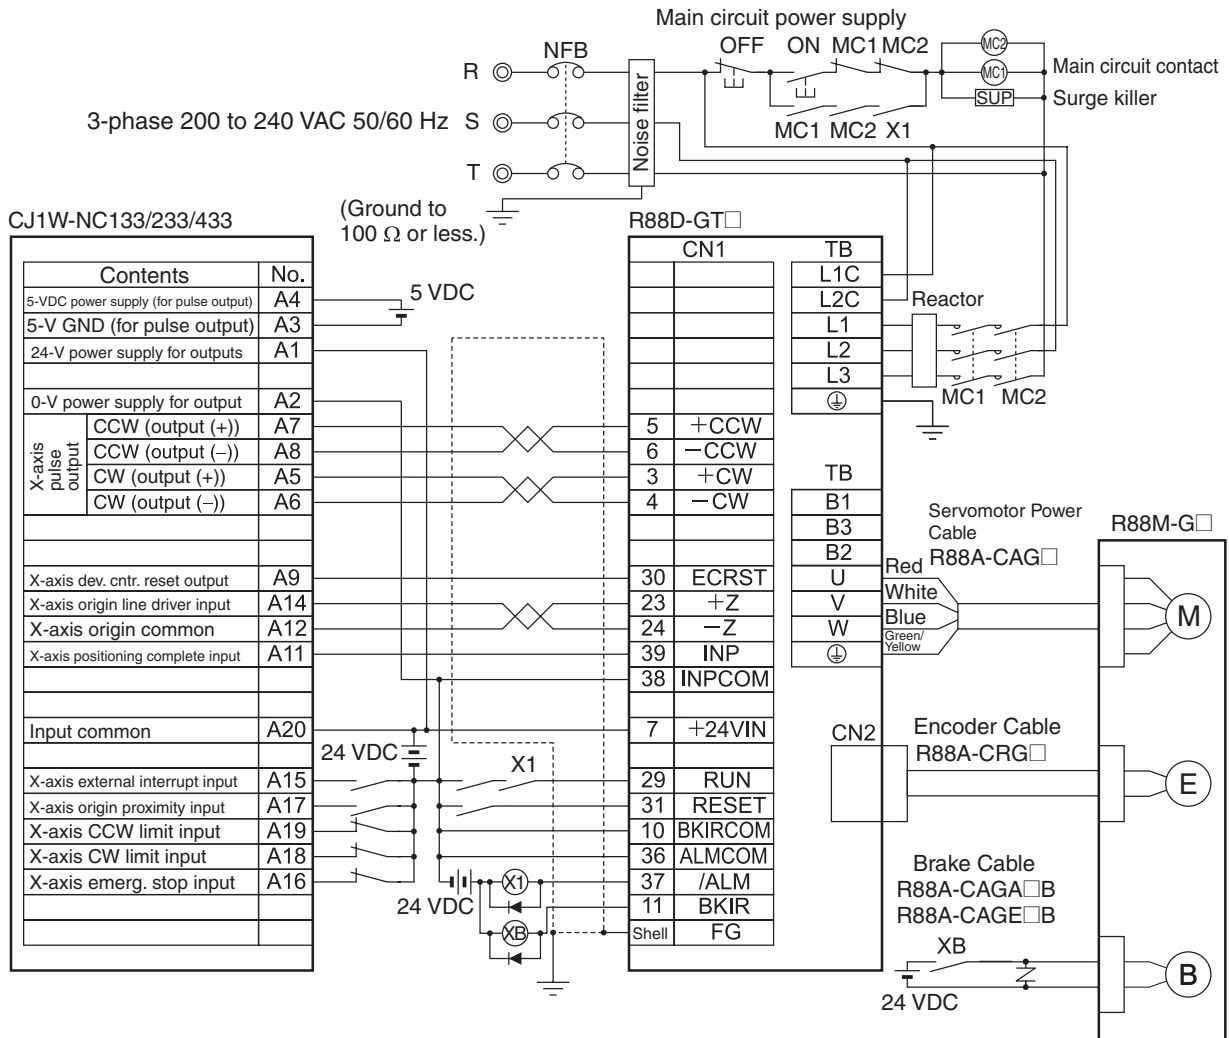 Main circuit power supply
OFF ON MC1 MC2
NFB
MC2
R
MC1
Main circuit contact
SUP
Surge killer
Noise filter
3-phase 200 to 240 VAC 50/60 Hz S
MC1 MC2 X1
T
CJ1W-NC133/233/433
(Ground to
100 Ω or less.)
R88D-GT□
CN1 TB
Contents No.
L1C
5-VDC power supply (for pulse output) A4
5 VDC
L2C
Reactor
5-V GND (for pulse output) A3
L1
24-V power supply for outputs A1
L2
L3
MC1 MC2
0-V power supply for output A2
X-axis pulse output
CCW (output (+)) A7
5 +CCW
CCW (output (−)) A8
6 −CCW
CW (output (+)) A5
3 +CW
TB
CW (output (−)) A6
4 −CW
B1
B3
B2
Servomotor Power
Cable
R88A-CAG□
R88M-G□
X-axis dev. cntr. reset output A9
30 ECRST
U
Red
X-axis origin line driver input A14
23 +Z
V
White
X-axis origin common A12
24 −Z
W
Blue
M
X-axis positioning complete input A11
39 INP
Green/
Yellow
38 INPCOM
Input common A20
7 +24VIN
CN2
Encoder Cable
R88A-CRG□
24 VDC
X1
X-axis external interrupt input A15
29 RUN
E
X-axis origin proximity input A17
31 RESET
X-axis CCW limit input A19
10 BKIRCOM
X-axis CW limit input A18
36 ALMCOM
X-axis emerg. stop input A16
X1
37 /ALM
24 VDC
11 BKIR
XB
Shell FG
Brake Cable
R88A-CAGA□B
R88A-CAGE□B
XB
B
24 VDC